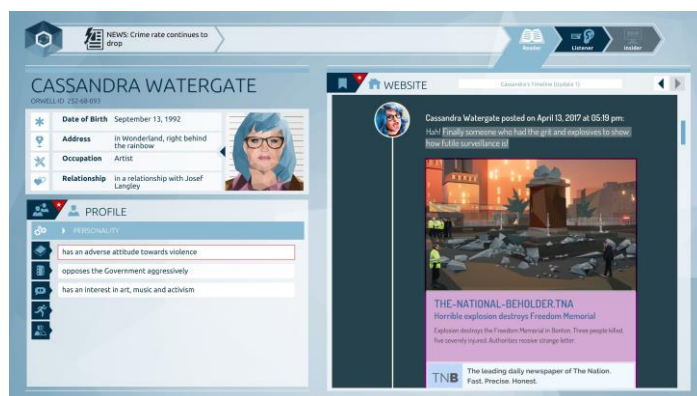 NEWS: Crime rate continues to
drop
Reader
Listener
Insider
CASSANDRA WATERGATE
ORWELL ID 252-68-093
Date of Birth September 13, 1992
Address in Wonderland, right behind
the rainbow
Occupation Artist
Relationship in a relationship with Josef
Langley
PROFILE
PERSONALITY
has an adverse attitude towards violence
opposes the Government aggressively
has an interest in art, music and activism
WEBSITE
Cassandra's Timeline (Update 1)
Cassandra Watergate posted on April 13, 2017 at 05:19 pm:
Hah! Finally someone who had the grit and explosives to show
how futile surveillance is!
THE-NATIONAL-BEHOLDER.TNA
Horrible explosion destroys Freedom Memorial
Explosion destroys the Freedom Memorial in Bonton. Three people killed,
five severely injured. Authorities receive strange letter.
TNB
The leading daily newspaper of The Nation.
Fast. Precise. Honest.